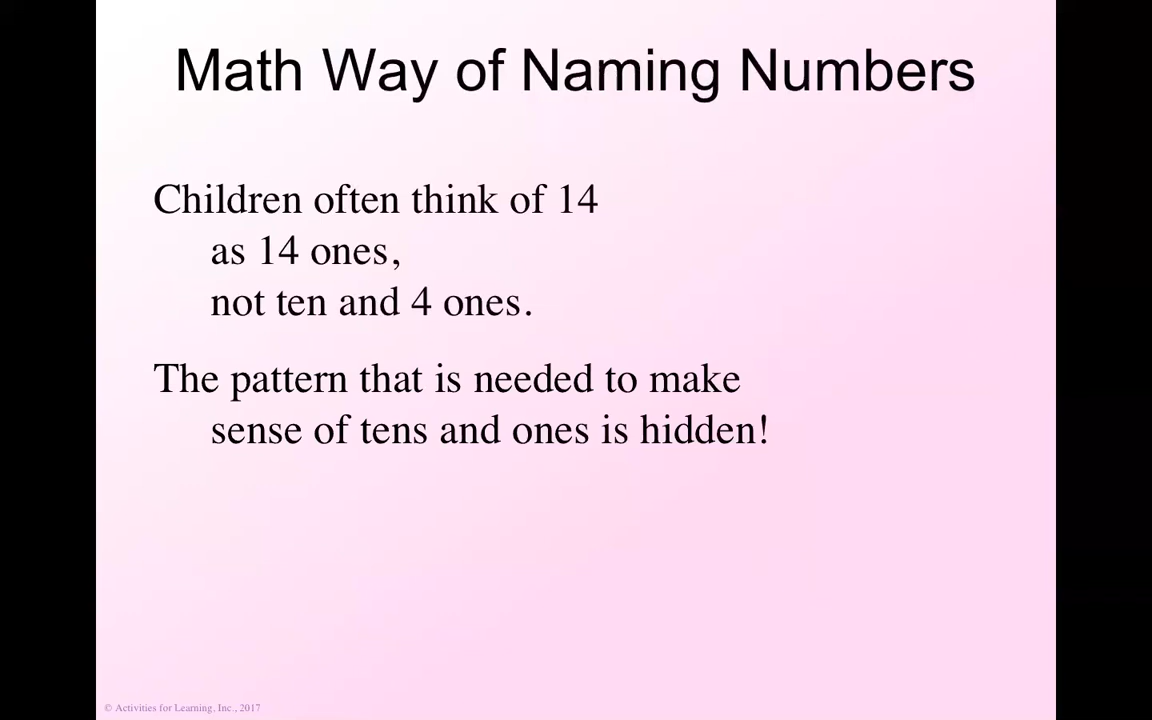 Math Way of Naming Numbers
Children often think of 14
as 14 ones,
not ten and 4 ones.
The pattern that is needed to make
sense of tens and ones is hidden!
© Activities for Learning, Inc., 2017